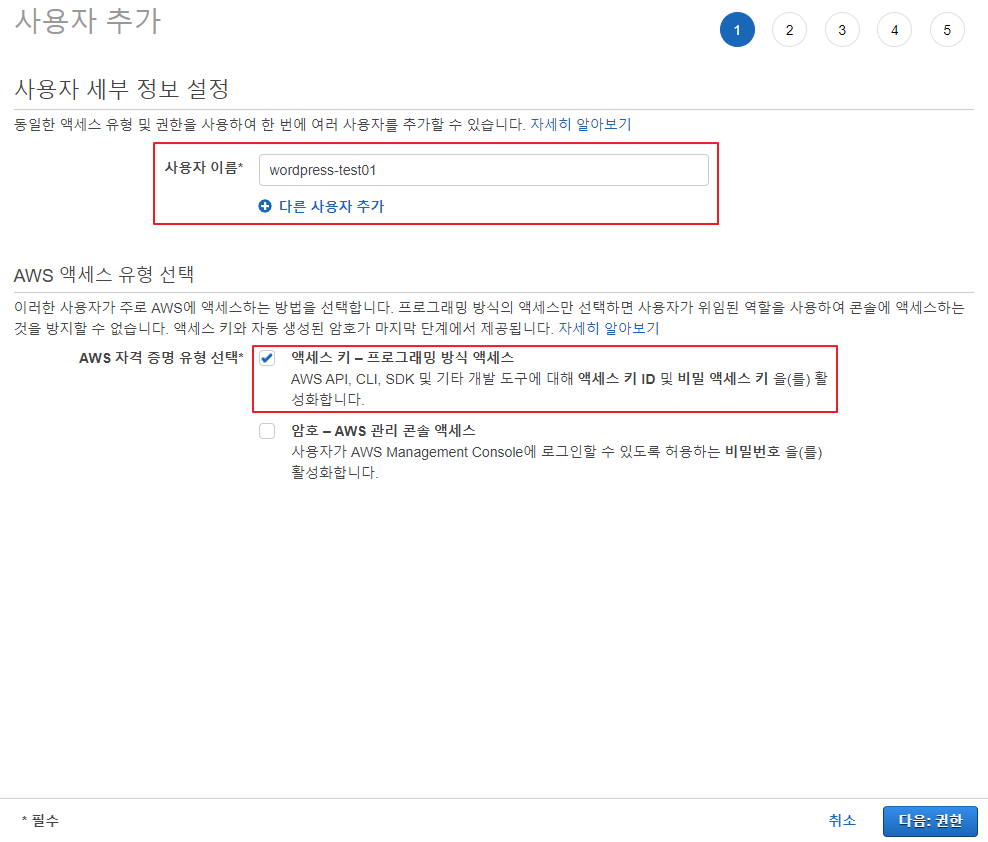 사용자 추가
1 2 3 4 5
사용자 세부 정보 설정
동일한 액세스 유형 및 권한을 사용하여 한 번에 여러 사용자를 추가할 수 있습니다. 자세히 알아보기
사용자 이름* wordpress-test01
다른 사용자 추가
AWS 액세스 유형 선택
이러한 사용자가 주로 AWS에 액세스하는 방법을 선택합니다. 프로그래밍 방식의 액세스만 선택하면 사용자가 위임된 역할을 사용하여 콘솔에 액세스하는
것을 방지할 수 없습니다. 액세스 키와 자동 생성된 암호가 마지막 단계에서 제공됩니다. 자세히 알아보기
AWS 자격 증명 유형 선택* 액세스 키 – 프로그래밍 방식 액세스
AWS API, CLI, SDK 및 기타 개발 도구에 대해 액세스 키 ID 및 비밀 액세스 키 을(를) 활
성화합니다.
암호 – AWS 관리 콘솔 액세스
사용자가 AWS Management Console에 로그인할 수 있도록 허용하는 비밀번호 을(를)
활성화합니다.
* 필수 취소 다음: 권한